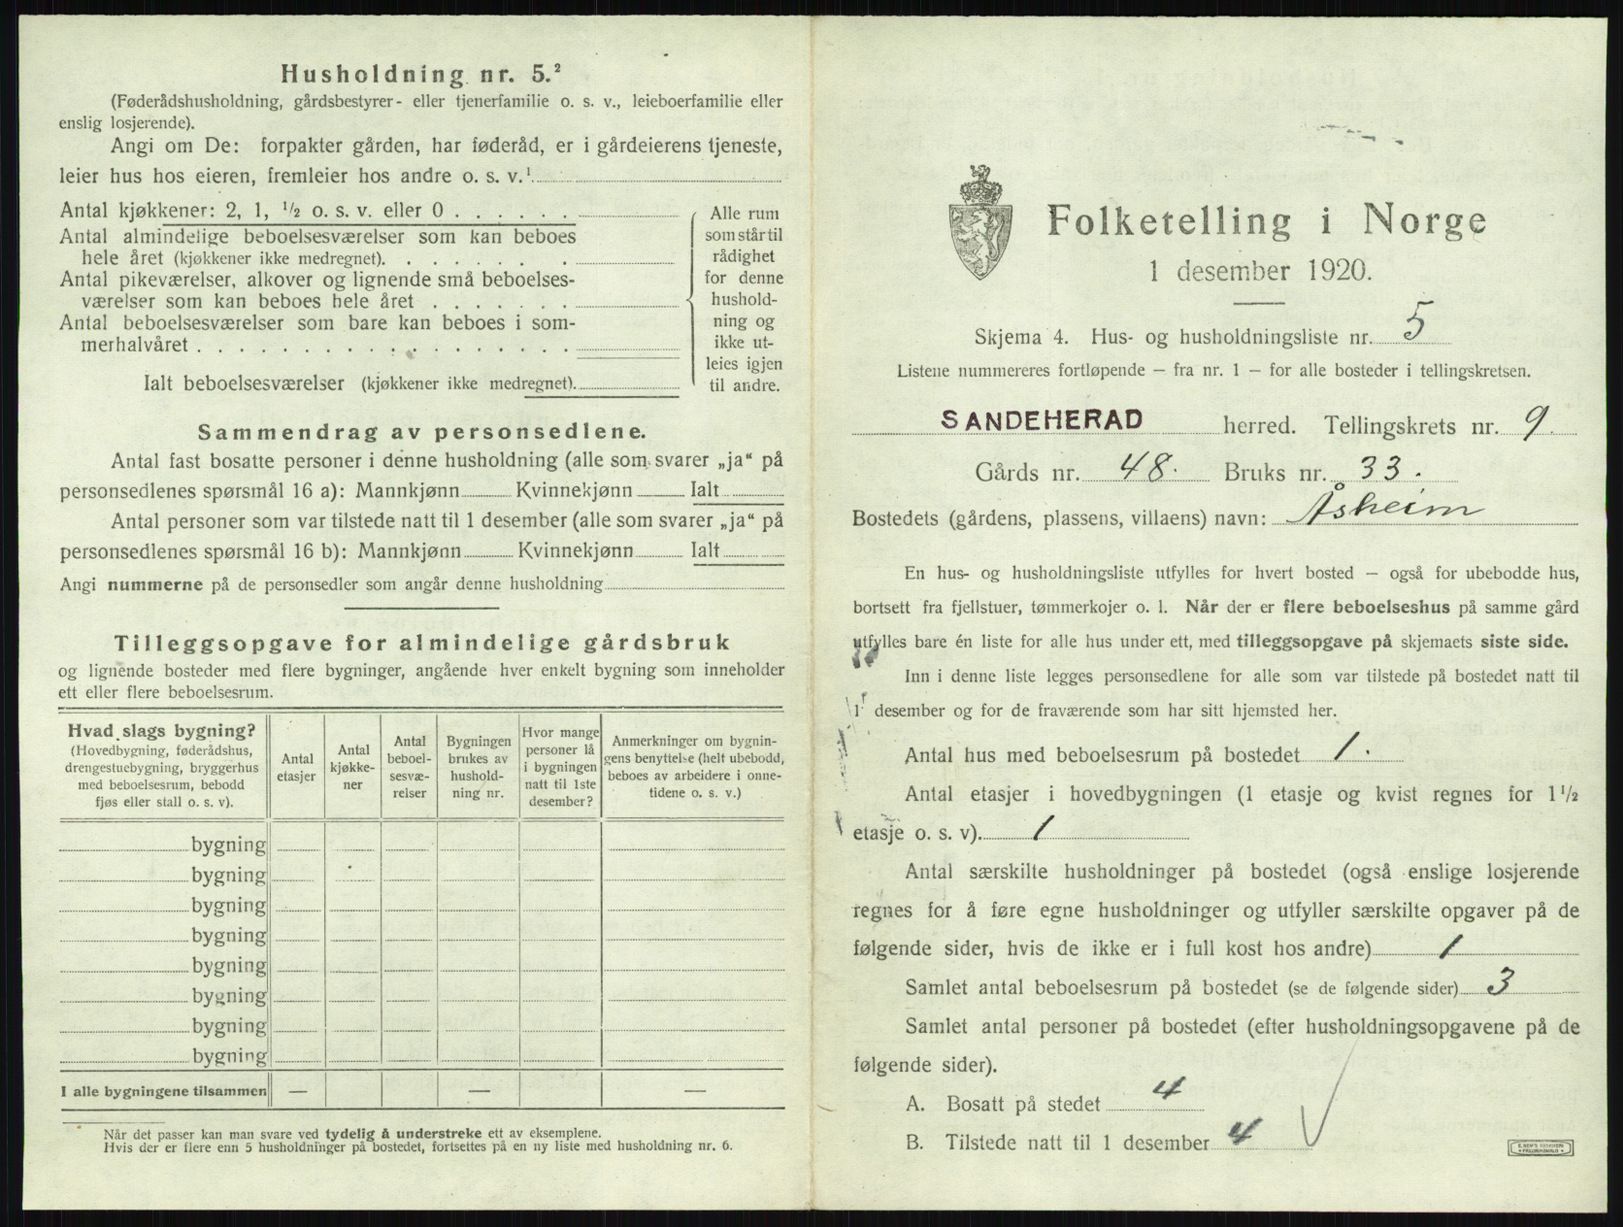 Husholdning nr. 5.²
(Føderådshusholdning, gårdsbestyrer- eller tjenerfamilie o. s. v., leieboerfamilie eller
enslig losjerende).
Angi om De: forpakter gården, har føderåd, er i gårdeierens tjeneste,
leier hus hos eieren, fremleier hos andre o. s. v.¹
Antal kjøkkener: 2, 1, ½ o. s. v. eller 0 . . . . . .
Antal almindelige beboelsesværelser som kan beboes
hele året (kjøkkener ikke medregnet). . . . . . . .
Antal pikeværelser, alkover og lignende små beboelses-
værelser som kan beboes hele året . . . . . . .
Antal beboelsesværelser som bare kan beboes i som-
merhalvåret . . . . . . . . . . . . . . . . . .
Ialt beboelsesværelser (kjøkkener ikke medregnet).
Alle rum
som står til
rådighet
for denne
hushold-
ning og
ikke ut-
leies igjen
til andre.
Sammendrag av personsedlene.
Antal fast bosatte personer i denne husholdning (alle som svarer „ja“ på
personsedlenes spørsmål 16 a): Mannkjønn Kvinnekjønn Ialt
Antal personer som var tilstede natt til 1 desember (alle som svarer „ja“ på
personsedlenes spørsmål 16 b): Mannkjønn Kvinnekjønn Ialt
Angi nummerne på de personsedler som angår denne husholdning
Tilleggsopgave for almindelige gårdsbruk
og lignende bosteder med flere bygninger, angående hver enkelt bygning som inneholder
ett eller flere beboelsesrum.
Hvad slags bygning?
(Hovedbygning, føderådshus,
drengestuebygning, bryggerhus
med beboelsesrum, bebodd
fjøs eller stall o. s. v).
Antal
etasjer
Antal
kjøkke-
ner
Antal
beboel-
sesvæ-
relser
Bygningen
brukes av
hushold-
ning nr.
Hvor mange
personer lå
i bygningen
natt til 1ste
desember?
Anmerkninger om bygnin-
gens benyttelse (helt ubebodd,
beboes av arbeidere i onne-
tidene o. s. v.)
bygning
bygning
bygning
bygning
bygning
bygning
bygning
bygning
I alle bygningene tilsammen — — —
Når det passer kan man svare ved tydelig å understreke ett av eksemplene.
Hvis der er flere enn 5 husholdninger på bostedet, fortsettes på en ny liste med husholdning nr. 6.
Folketelling i Norge
1 desember 1920.
Skjema 4. Hus- og husholdningsliste nr. 5
Listene nummereres fortløpende — fra nr. 1 — for alle bosteder i tellingskretsen.
SANDEHERAD herred. Tellingskrets nr. 9.
Gårds nr. 48. Bruks nr. 33.
Bostedets (gårdens, plassens, villaens) navn: Åsheim
En hus- og husholdningsliste utfylles for hvert bosted — også for ubebodde hus,
bortsett fra fjellstuer, tømmerkojer o. l. Når der er flere beboelseshus på samme gård
utfylles bare én liste for alle hus under ett, med tilleggsopgave på skjemaets siste side.
Inn i denne liste legges personsedlene for alle som var tilstede på bostedet natt til
1 desember og for de fraværende som har sitt hjemsted her.
Antal hus med beboelsesrum på bostedet 1.
Antal etasjer i hovedbygningen (1 etasje og kvist regnes for 1½
etasje o. s. v). 1
Antal særskilte husholdninger på bostedet (også enslige losjerende
regnes for å føre egne husholdninger og utfyller særskilte opgaver på de
følgende sider, hvis de ikke er i full kost hos andre) 1
Samlet antal beboelsesrum på bostedet (se de følgende sider) 3
Samlet antal personer på bostedet (efter husholdningsopgavene på de
følgende sider).
A. Bosatt på stedet 4
B. Tilstede natt til 1 desember 4